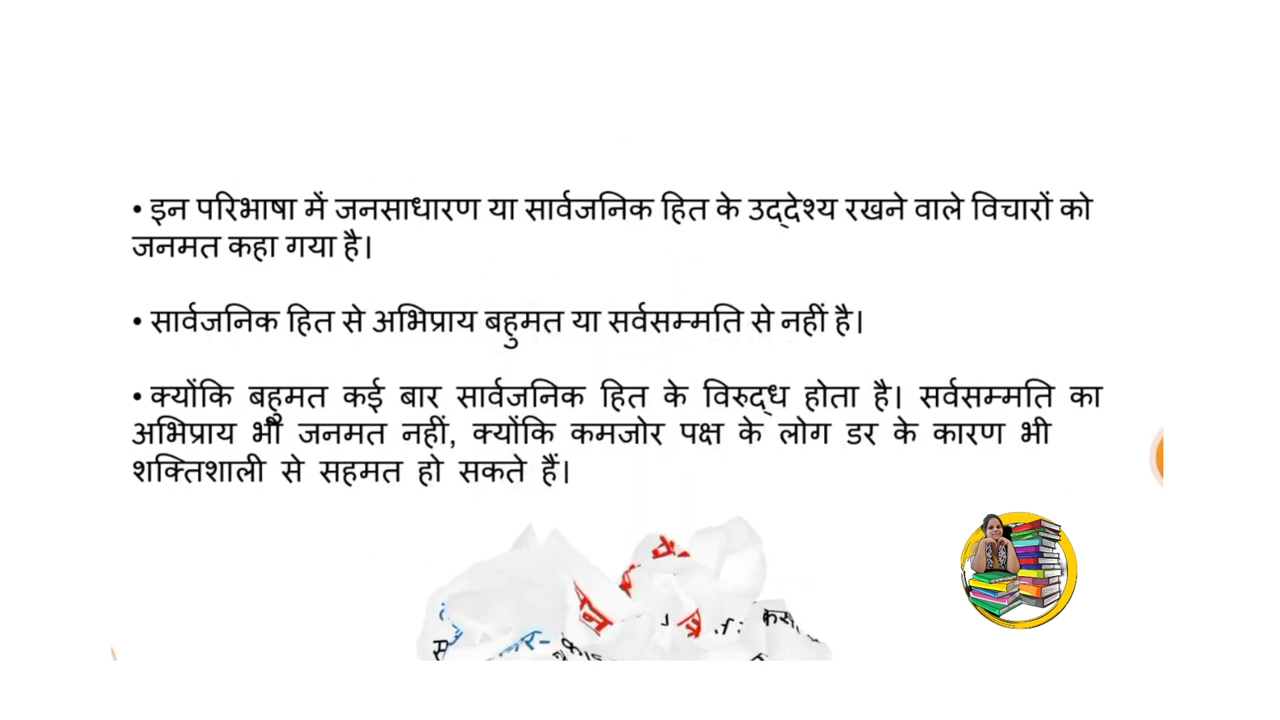 • इन परिभाषा में जनसाधारण या सार्वजनिक हित के उद्देश्य रखने वाले विचारों को
जनमत कहा गया है।
• सार्वजनिक हित से अभिप्राय बहुमत या सर्वसम्मति से नहीं है।
• क्योंकि बहुमत कई बार सार्वजनिक हित के विरुद्ध होता है। सर्वसम्मति का
अभिप्राय भी जनमत नहीं, क्योंकि कमजोर पक्ष के लोग डर के कारण भी
शक्तिशाली से सहमत हो सकते हैं।